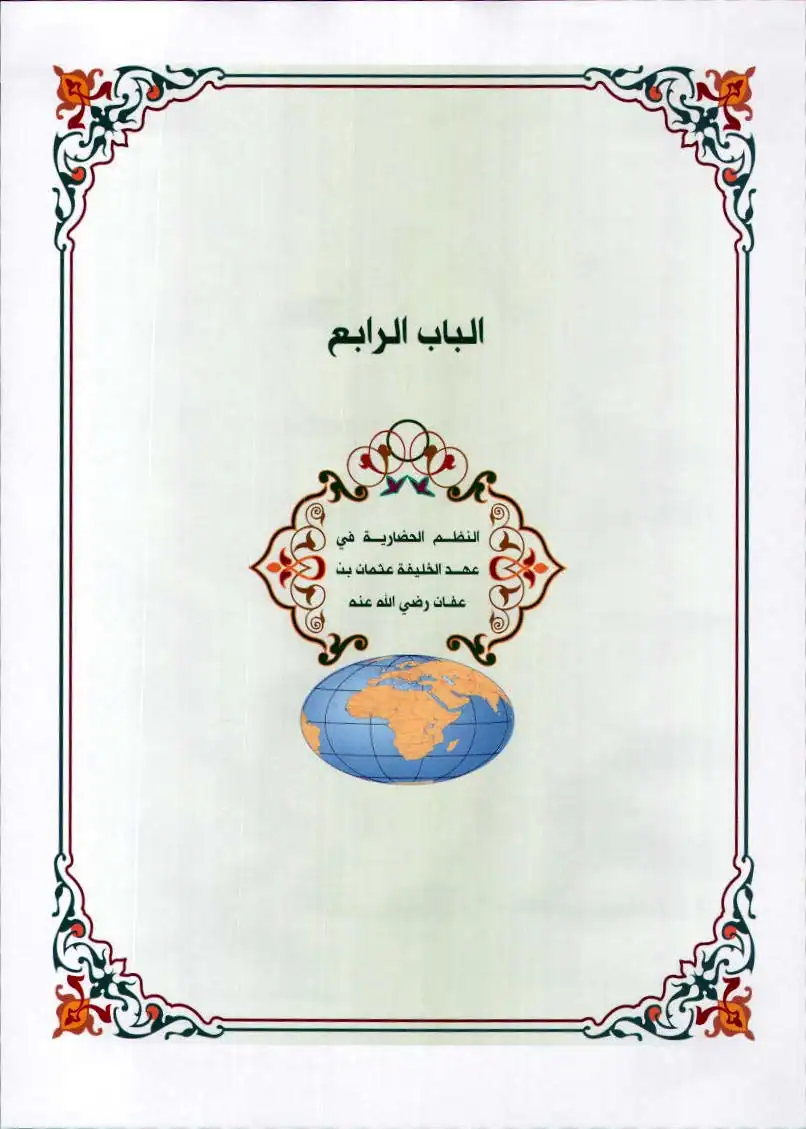 الباب الرابع
النظم الحضارية في
عهد الخليفة عثمان بن
عفان رضي الله عنه